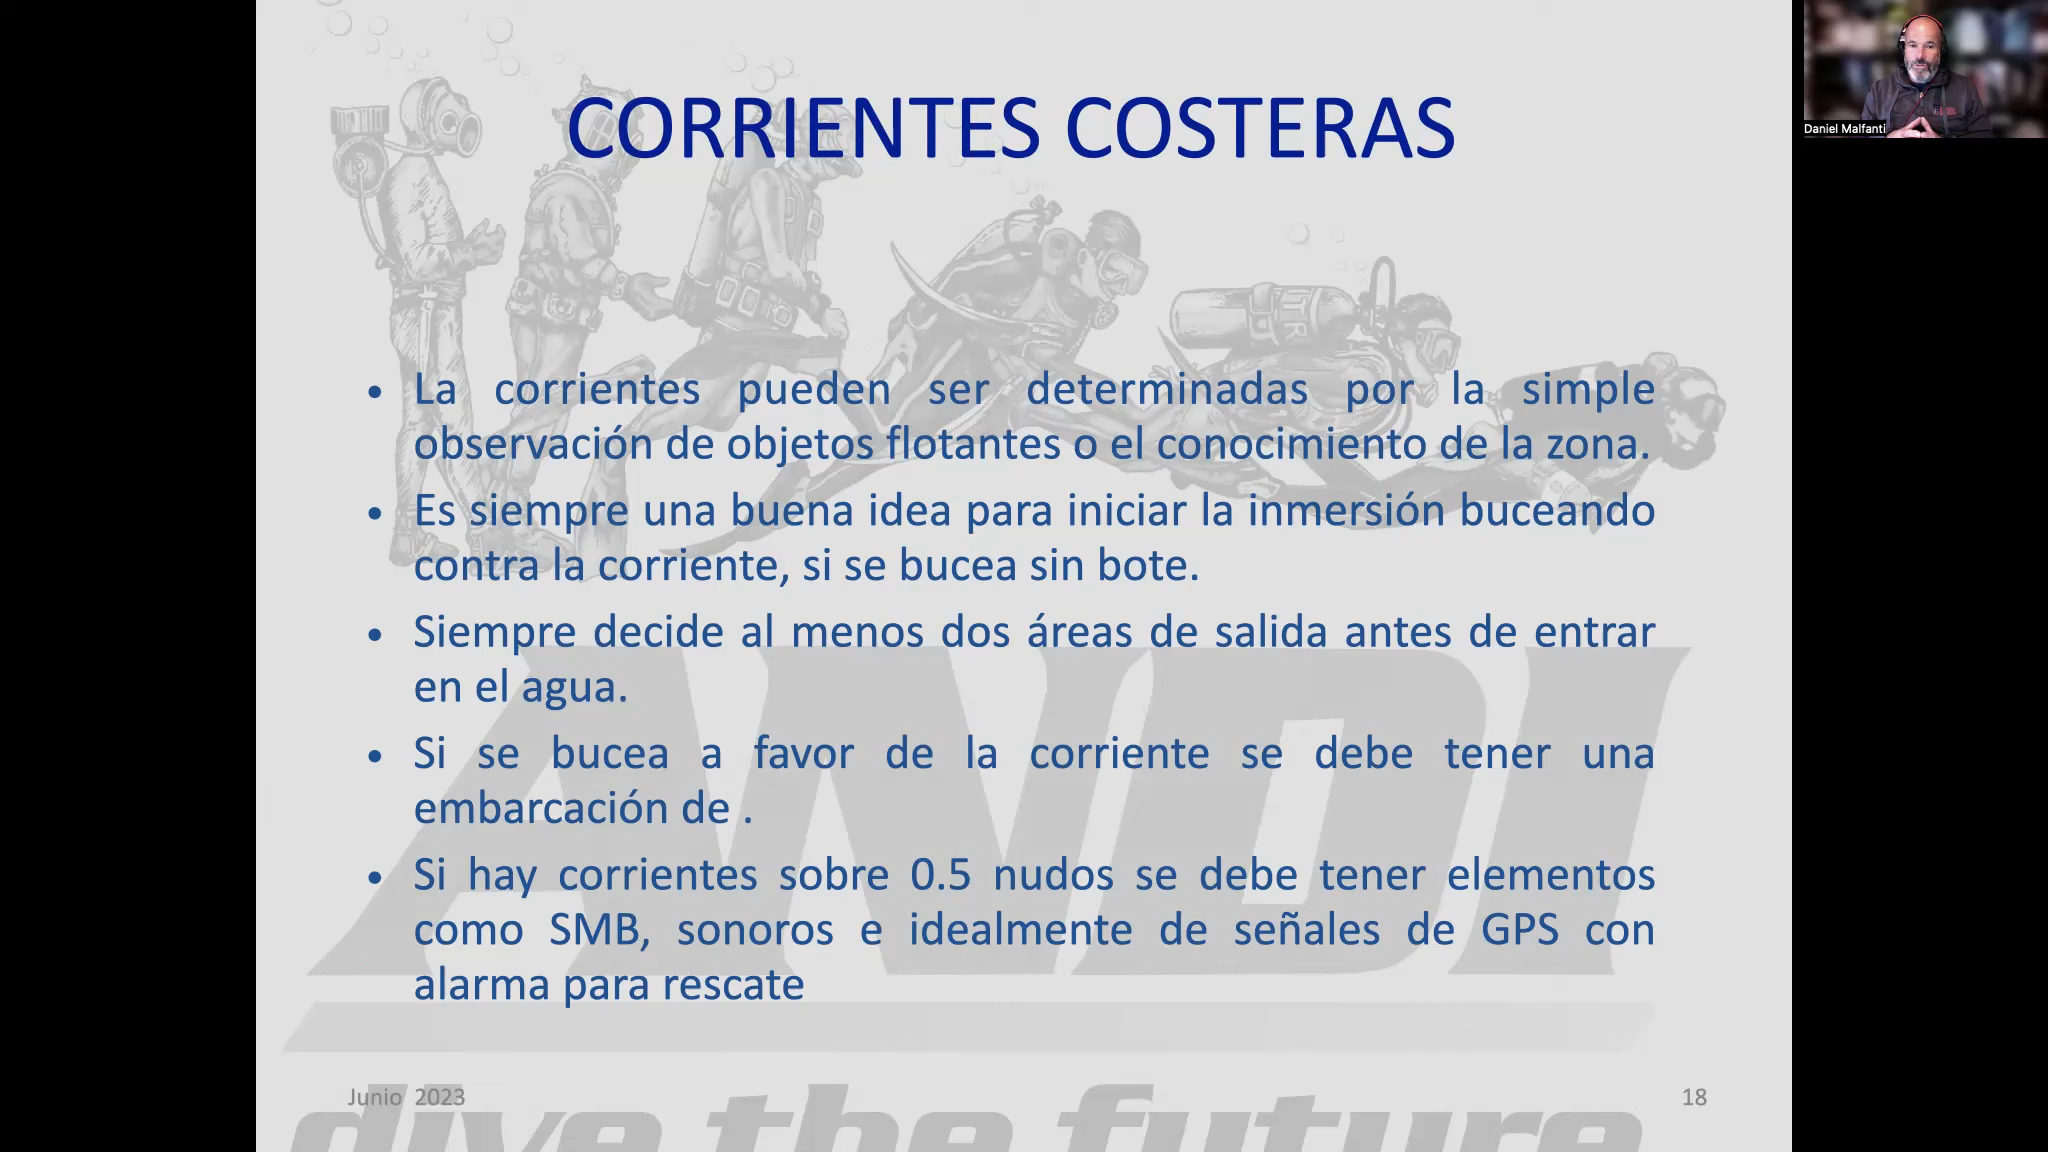 CORRIENTES COSTERAS
Daniel Malfanti
• La corrientes pueden ser determinadas por la simple
observación de objetos flotantes o el conocimiento de la zona.
• Es siempre una buena idea para iniciar la inmersión buceando
contra la corriente, si se bucea sin bote.
• Siempre decide al menos dos áreas de salida antes de entrar
en el agua.
• Si se bucea a favor de la corriente se debe tener una
embarcación de .
• Si hay corrientes sobre 0.5 nudos se debe tener elementos
como SMB, sonoros e idealmente de señales de GPS con
alarma para rescate
ANDI
Junio 2023
18
dive the future